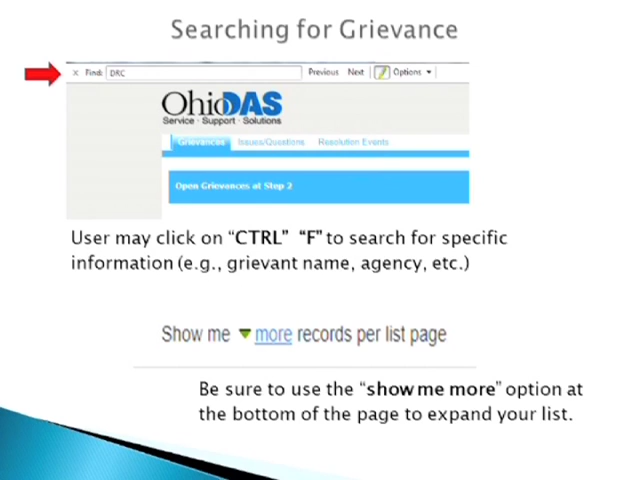 Searching for Grievance
x Find: DRC Previous Next Options
OhioDAS
Service · Support · Solutions
Grievances Issues/Questions Resolution Events
Open Grievances at Step 2
User may click on “CTRL” “F” to search for specific
information (e.g., grievant name, agency, etc.)
Show me more records per list page
Be sure to use the “show me more” option at
the bottom of the page to expand your list.